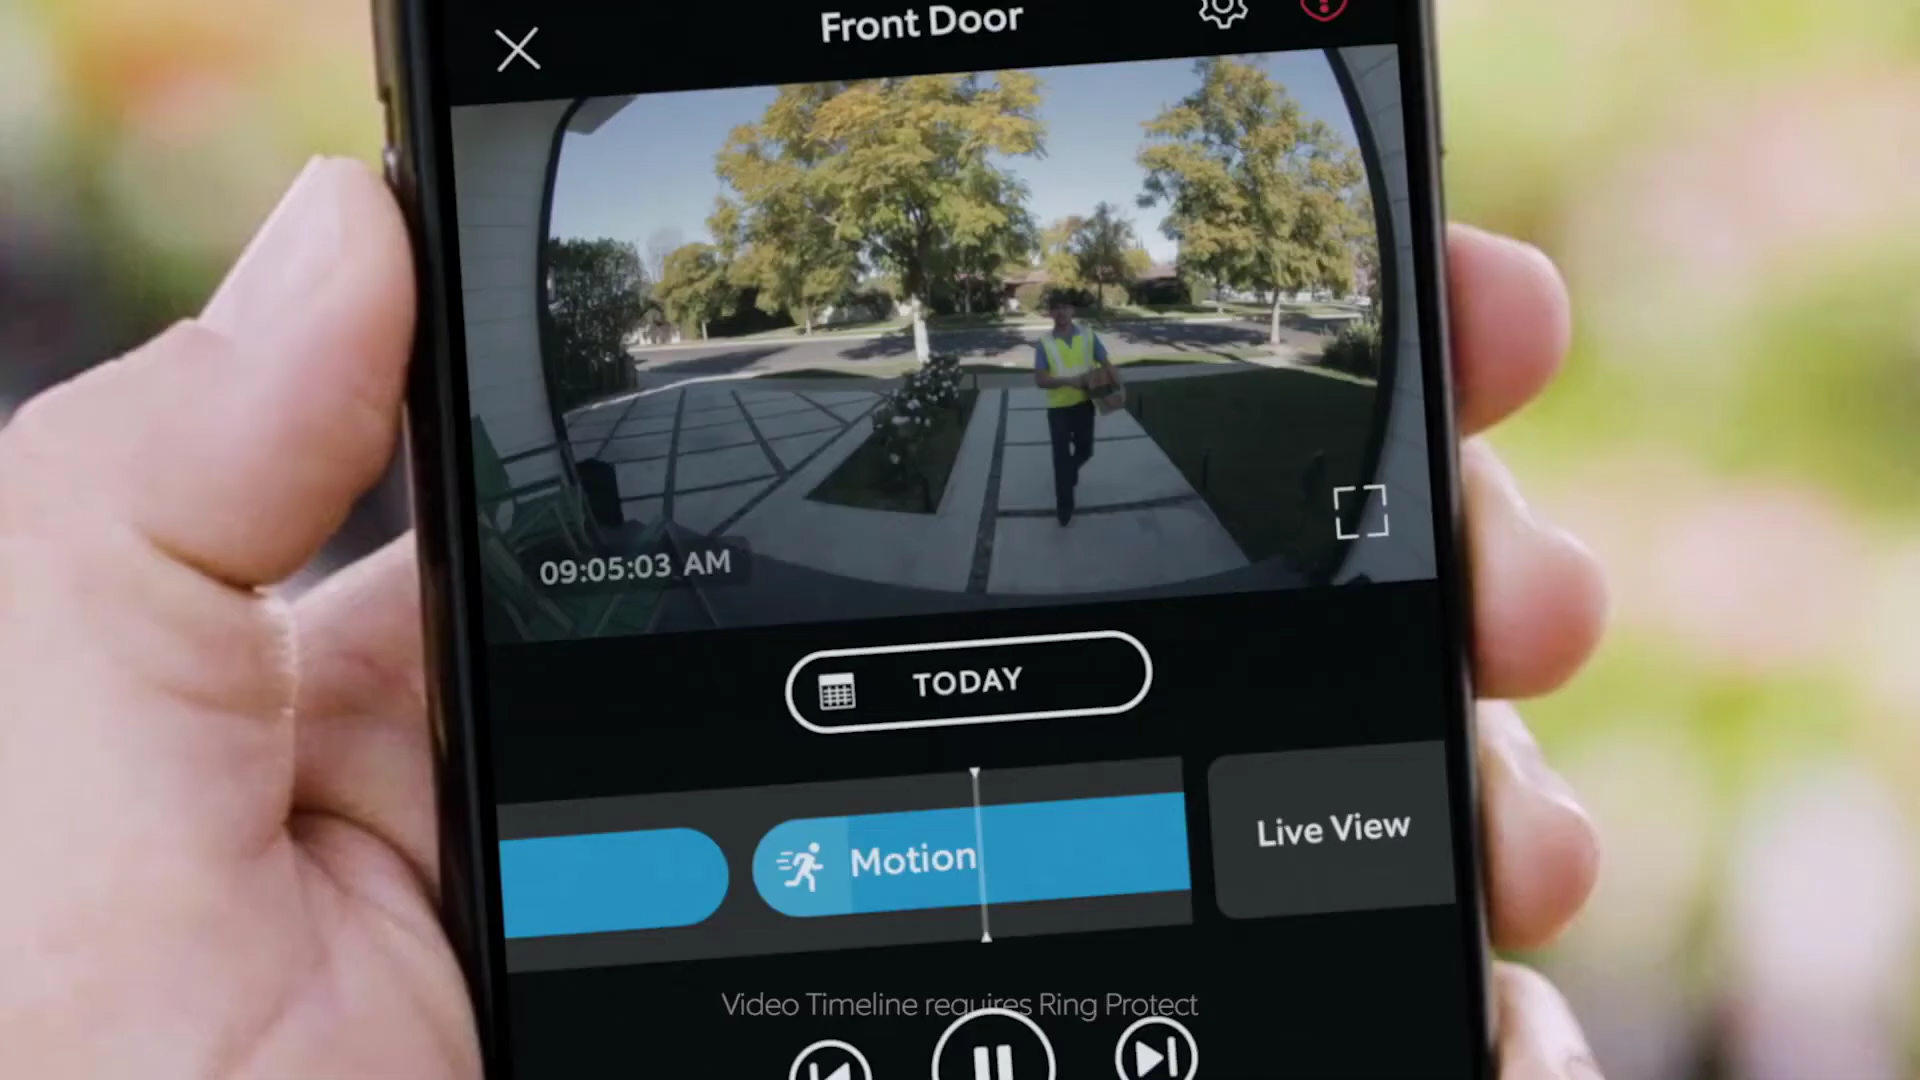 Front Door
09:05:03 AM
TODAY
Motion
Live View
Video Timeline requires Ring Protect